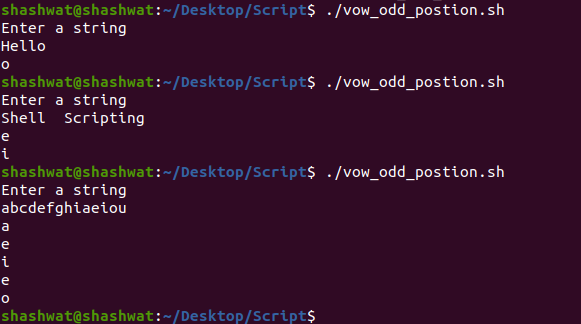 shashwat@shashwat:~/Desktop/Script$ ./vow_odd_postion.sh
Enter a string
Hello
o
shashwat@shashwat:~/Desktop/Script$ ./vow_odd_postion.sh
Enter a string
Shell  Scripting
e
i
shashwat@shashwat:~/Desktop/Script$ ./vow_odd_postion.sh
Enter a string
abcdefghiaeiou
a
e
i
e
o
shashwat@shashwat:~/Desktop/Script$